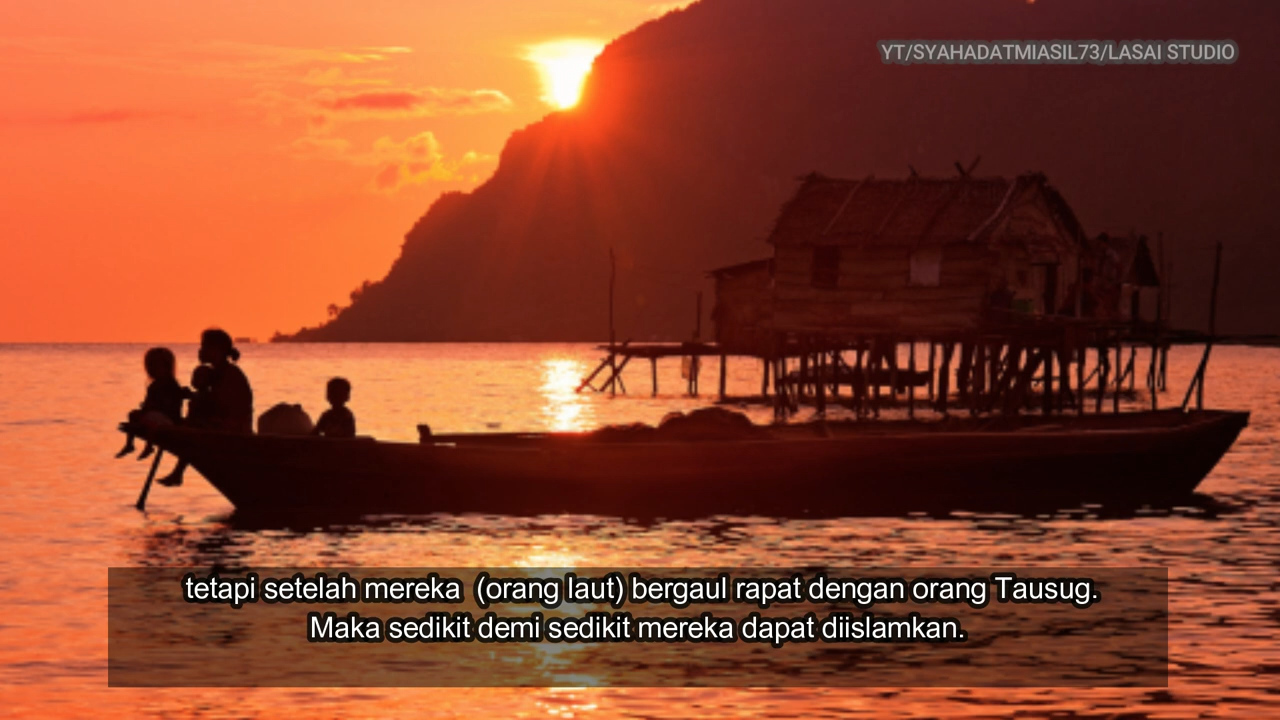 YT/SYAHADATMIASIL73/LASAI STUDIO
tetapi setelah mereka  (orang laut) bergaul rapat dengan orang Tausug.
Maka sedikit demi sedikit mereka dapat diislamkan.